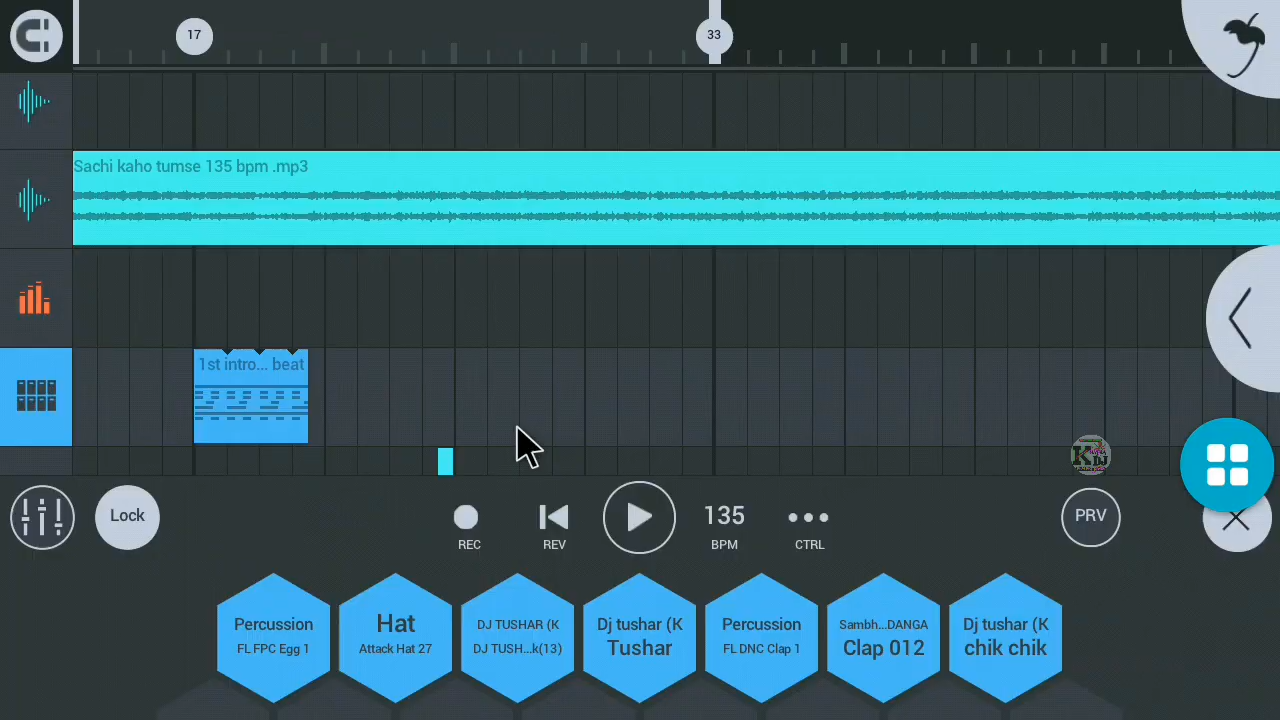 17
33
Sachi kaho tumse 135 bpm .mp3
1st intro... beat
Lock
REC
REV
135
BPM
CTRL
PRV
Percussion
FL FPC Egg 1
Hat
Attack Hat 27
DJ TUSHAR (K
DJ TUSH...k(13)
Dj tushar (K
Tushar
Percussion
FL DNC Clap 1
Sambh...DANGA
Clap 012
Dj tushar (K
chik chik